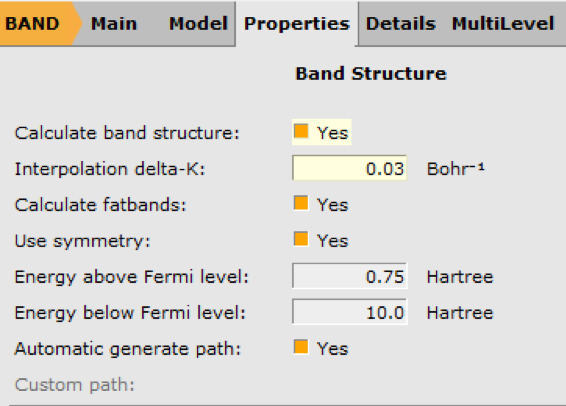 BAND Main Model Properties Details MultiLevel
Band Structure
Calculate band structure: Yes
Interpolation delta-K: 0.03 Bohr⁻¹
Calculate fatbands: Yes
Use symmetry: Yes
Energy above Fermi level: 0.75 Hartree
Energy below Fermi level: 10.0 Hartree
Automatic generate path: Yes
Custom path: